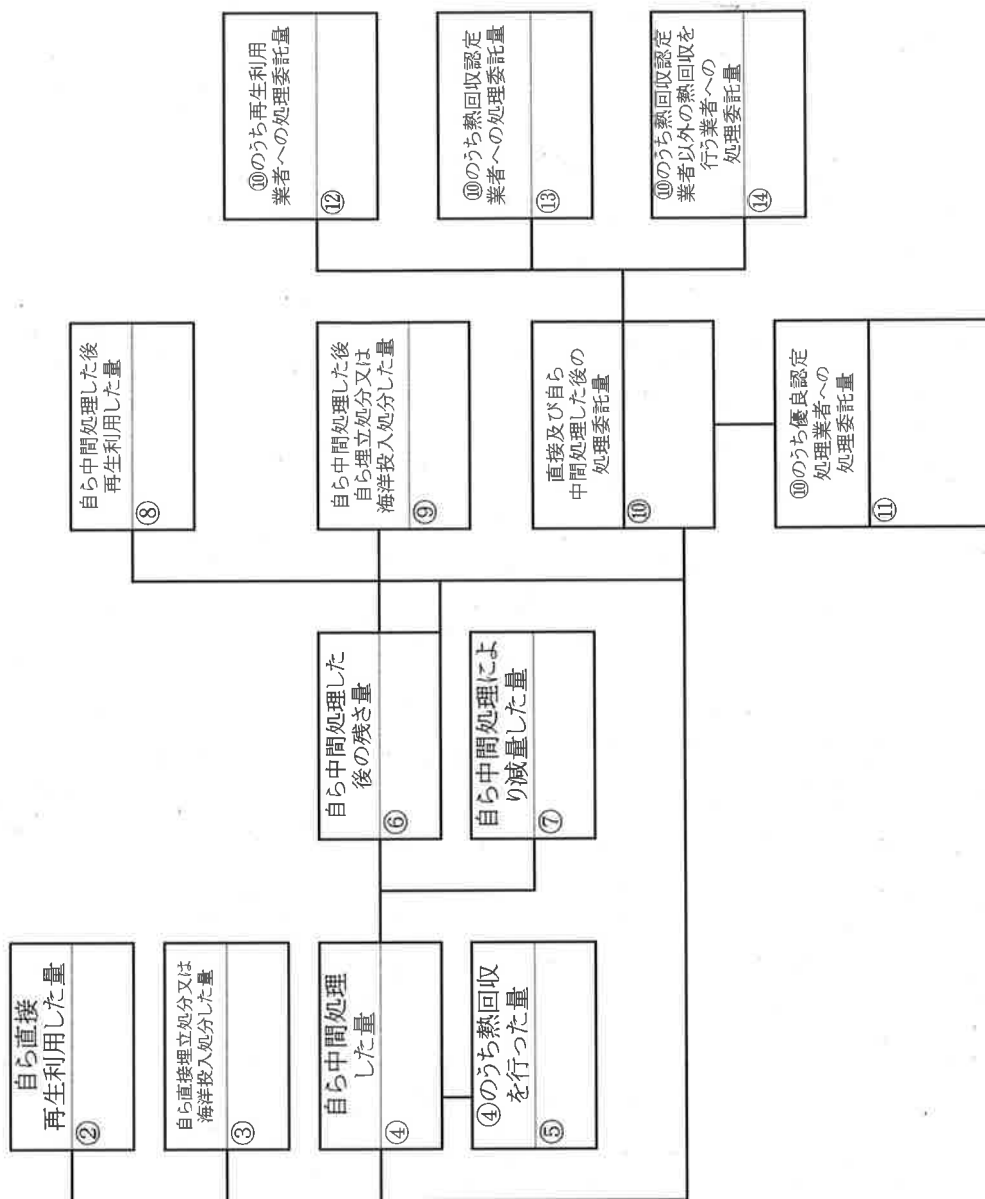 自ら直接
再生利用した量
②
自ら直接埋立処分又は
海洋投入処分した量
③
自ら中間処理
した量
④
④のうち熱回収
を行った量
⑤
自ら中間処理した
後の残さ量
⑥
自ら中間処理によ
り減量した量
⑦
自ら中間処理した後
再生利用した量
⑧
自ら中間処理した後
自ら埋立処分又は
海洋投入処分した量
⑨
直接及び自ら
中間処理した後の
処理委託量
⑩
⑩のうち優良認定
処理業者への
処理委託量
⑪
⑩のうち再生利用
業者への処理委託量
⑫
⑩のうち熱回収認定
業者への処理委託量
⑬
⑩のうち熱回収認定
業者以外の熱回収を
行う業者への
処理委託量
⑭